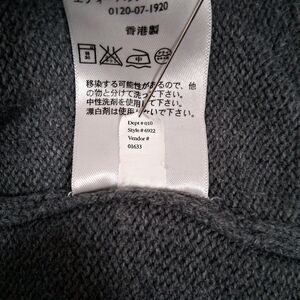 0120-07-1920
香港製
中
移染する可能性があるので、他
の物と分けて洗って下さい。
中性洗剤を使用して下さい。
漂白剤は使用しないで下さい。
Dept # 010
Style # 6922
Vendor #
01633